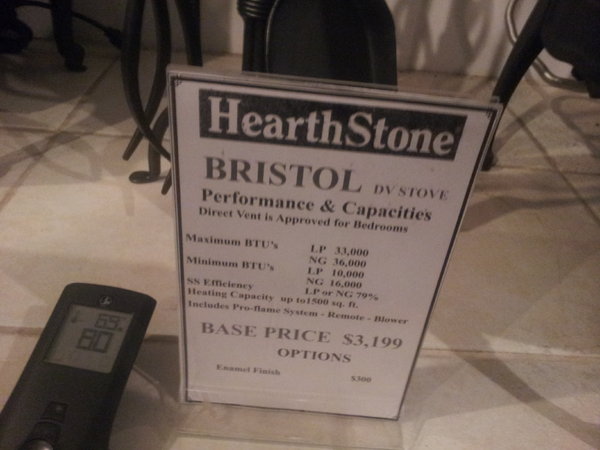 HearthStone
BRISTOL DV STOVE
Performance & Capacities
Direct Vent is Approved for Bedrooms
Maximum BTU's LP 33,000
NG 36,000
Minimum BTU's LP 10,000
NG 16,000
SS Efficiency LP or NG 79%
Heating Capacity up to1500 sq. ft.
Includes Pro-flame System - Remote - Blower
BASE PRICE $3,199
OPTIONS
Enamel Finish $300
69
80